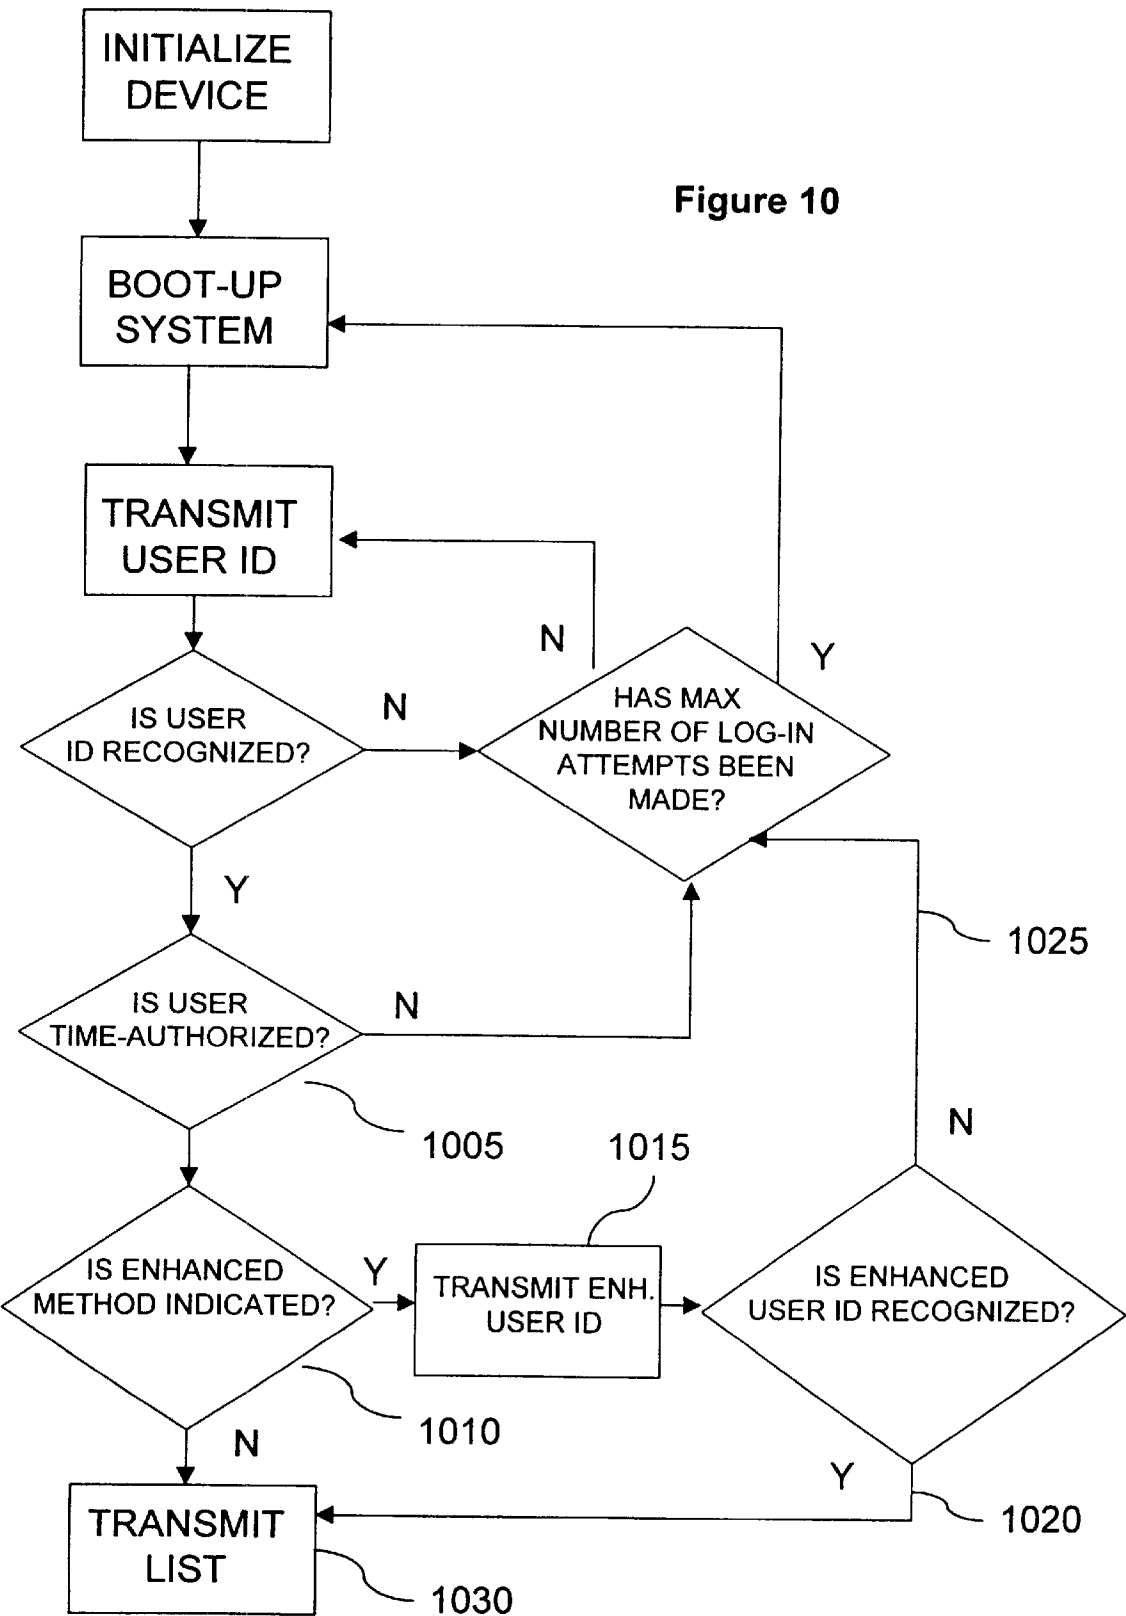 INITIALIZE
DEVICE
Figure 10
BOOT-UP
SYSTEM
TRANSMIT
USER ID
N
Y
IS USER
ID RECOGNIZED?
N
HAS MAX
NUMBER OF LOG-IN
ATTEMPTS BEEN
MADE?
Y
1025
IS USER
TIME-AUTHORIZED?
N
1005
1015
N
IS ENHANCED
METHOD INDICATED?
Y
TRANSMIT ENH.
USER ID
IS ENHANCED
USER ID RECOGNIZED?
1010
N
Y
TRANSMIT
LIST
1020
1030